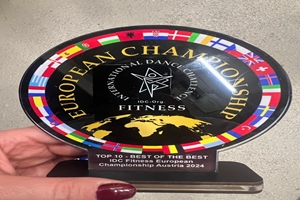 EUROPEAN CHAMPIONSHIP
INTERNATIONAL DANCE CHALLENGE
IDC-Org.
FITNESS
TOP 10 - BEST OF THE BEST
IDC Fitness European
Championship Austria 2024